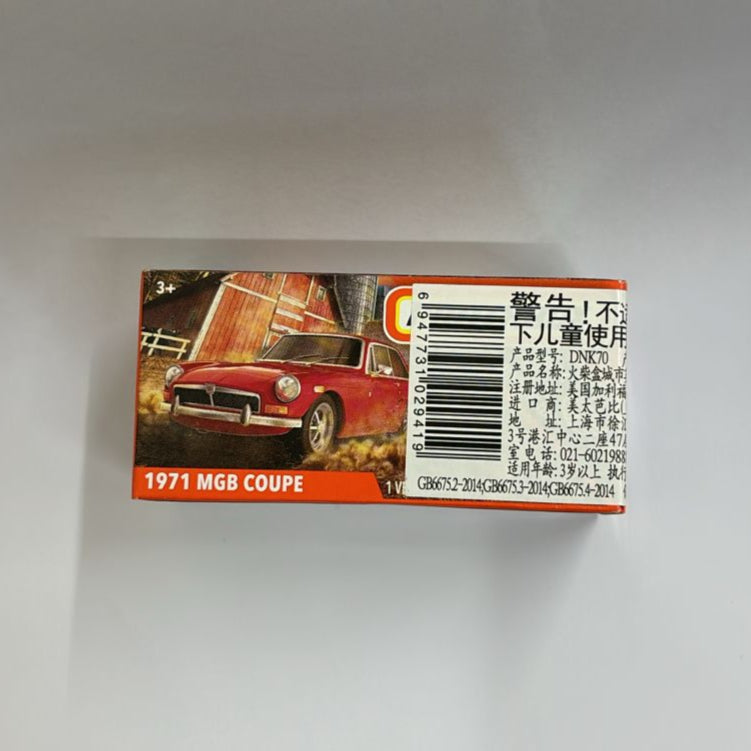 3+
1971 MGB COUPE
6 947731 029419
警告！不
下儿童使用
产品型号: DNK70
产品名称: 火柴盒城市
注册地址: 美国加利福
进口商: 美太芭比(
地址: 上海市徐
3号港汇中心二座47
室电话: 021-6021988
适用年龄: 3岁以上 执行
GB6675.2-2014;GB6675.3-2014;GB6675.4-2014